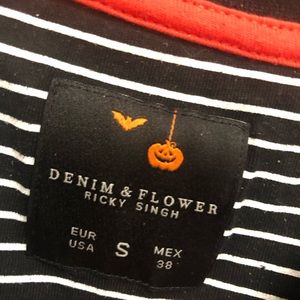 DENIM & FLOWER
RICKY SINGH
EUR USA S MEX 38